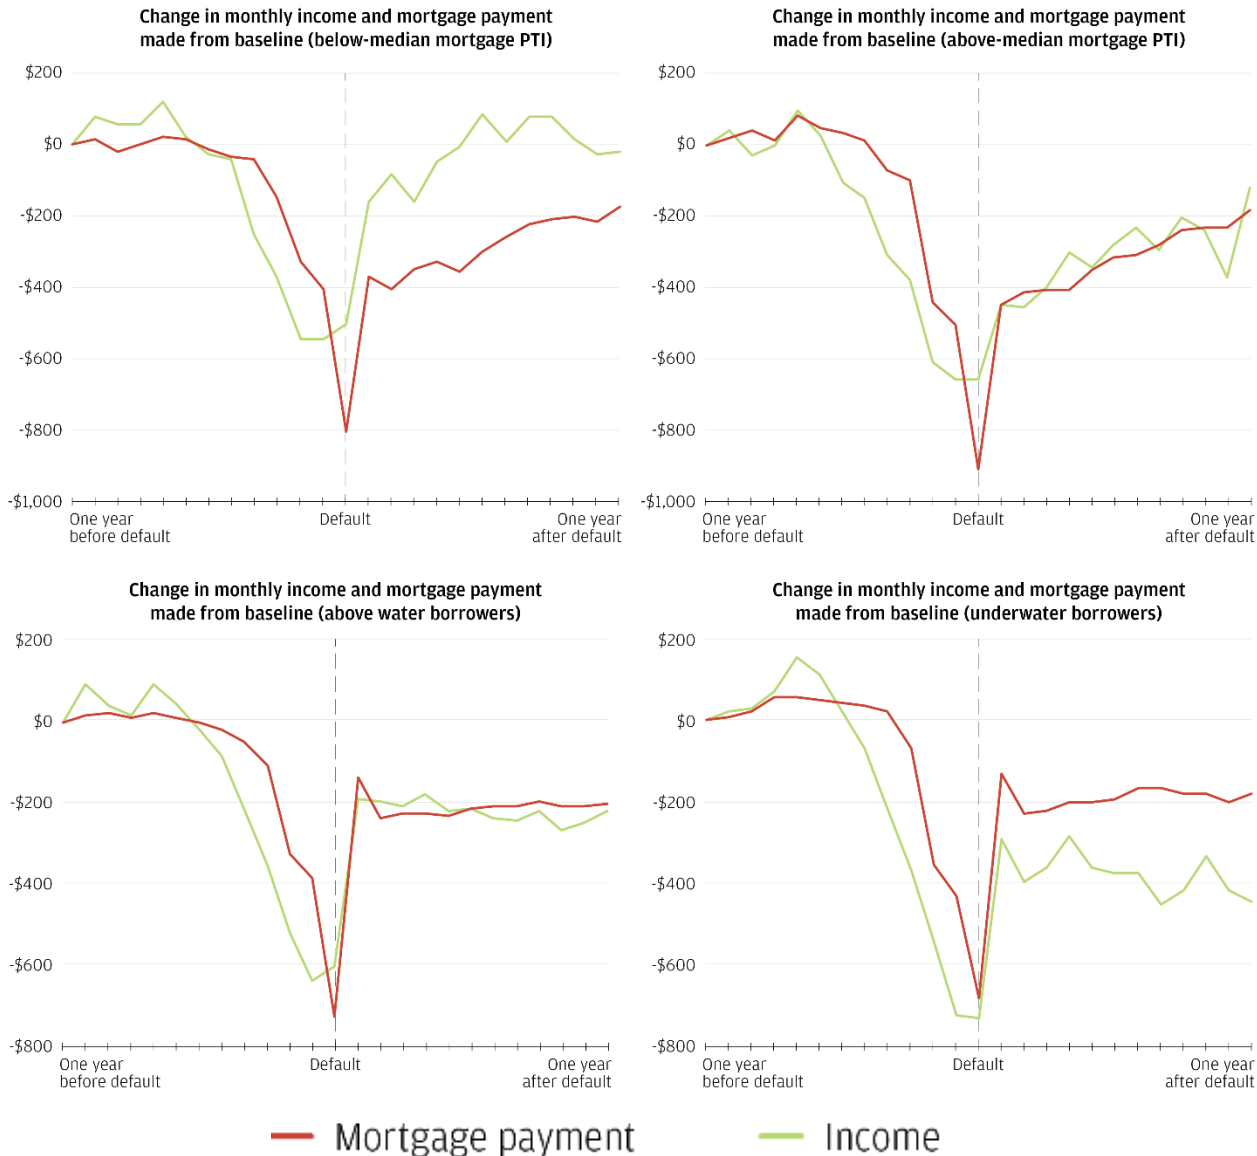 Change in monthly income and mortgage payment
made from baseline (below-median mortgage PTI)
$200
$0
-$200
-$400
-$600
-$800
-$1,000
One year
before default
Default
One year
after default
Change in monthly income and mortgage payment
made from baseline (above-median mortgage PTI)
$200
$0
-$200
-$400
-$600
-$800
-$1,000
One year
before default
Default
One year
after default
Change in monthly income and mortgage payment
made from baseline (above water borrowers)
$200
$0
-$200
-$400
-$600
-$800
One year
before default
Default
One year
after default
Change in monthly income and mortgage payment
made from baseline (underwater borrowers)
$200
$0
-$200
-$400
-$600
-$800
One year
before default
Default
One year
after default
Mortgage payment
Income